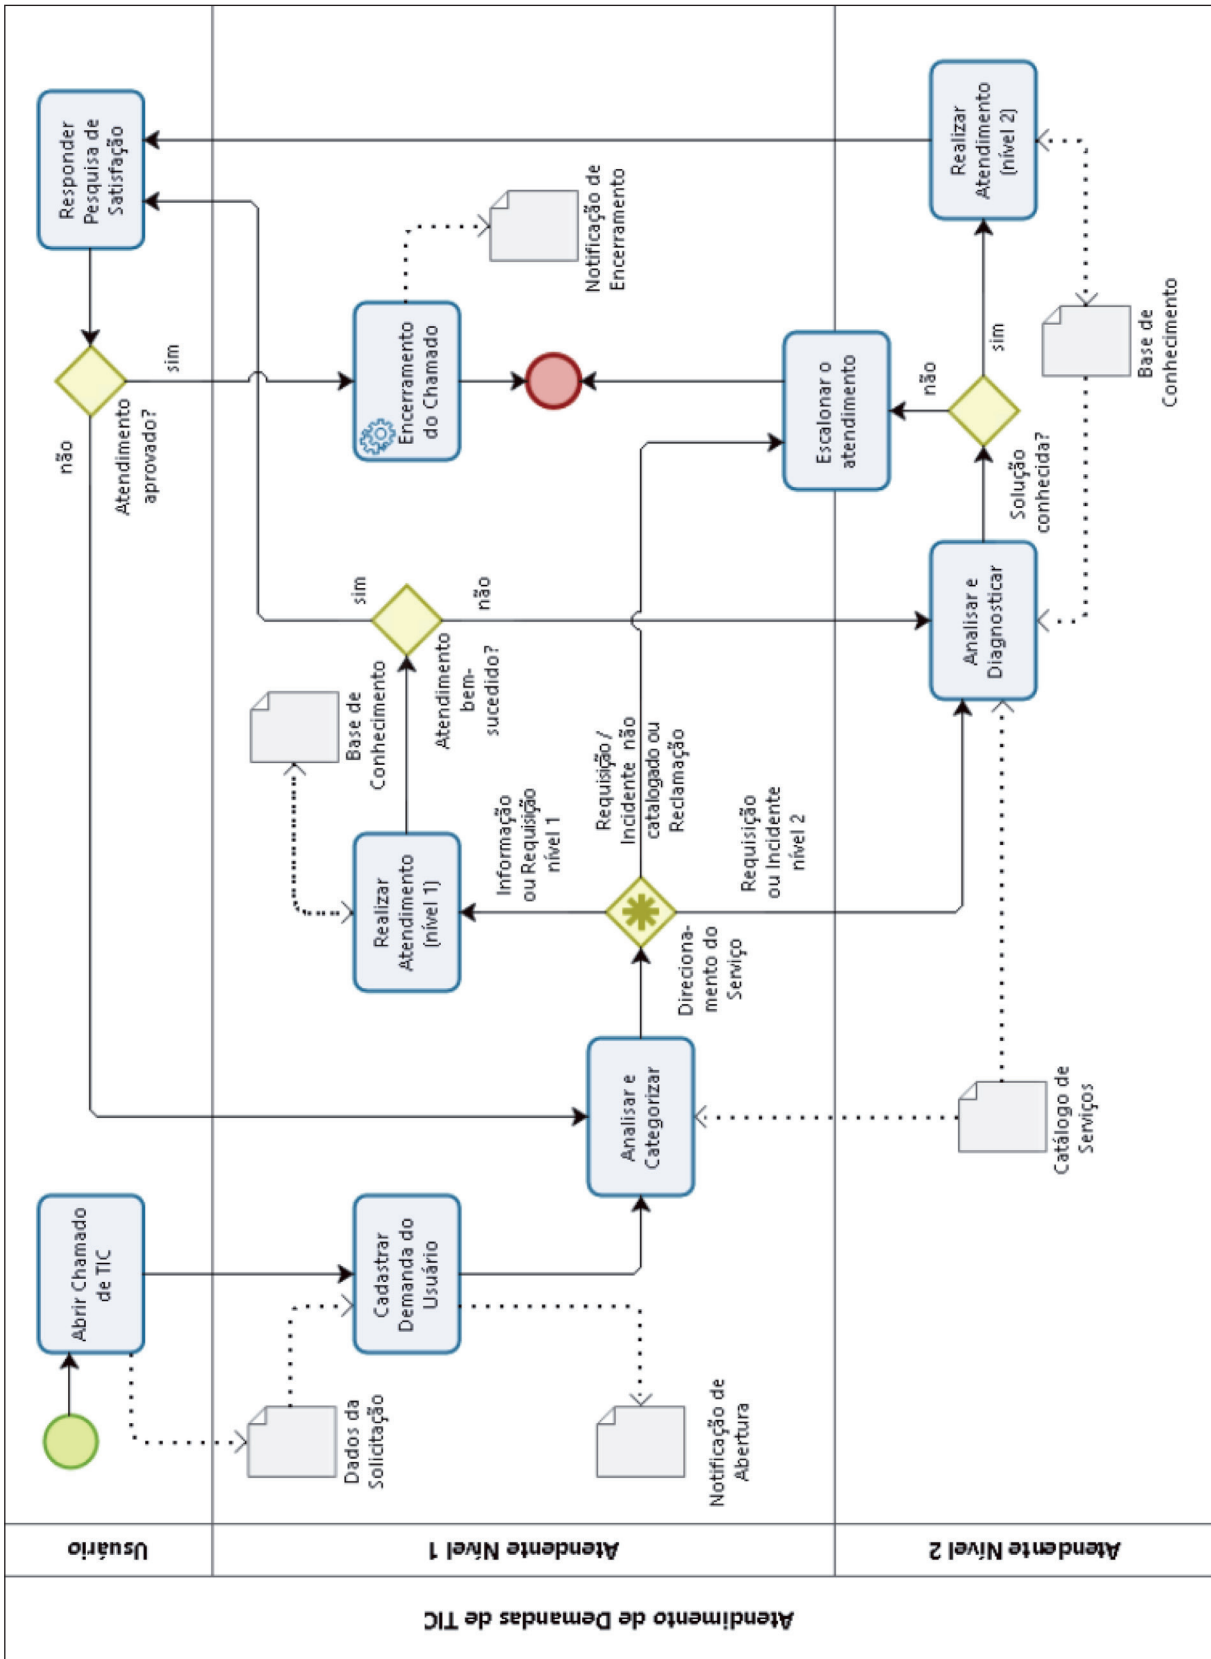 Atendimento de Demandas de TIC
Usuário
Atendente Nível 1
Atendente Nível 2
Abrir Chamado
de TIC
Dados da
Solicitação
Cadastrar
Demanda do
Usuário
Notificação de
Abertura
Analisar e
Categorizar
Catálogo de
Serviços
Direciona-
mento do
Serviço
Informação
ou Requisição
nível 1
Requisição /
Incidente não
catalogado ou
Reclamação
Requisição
ou Incidente
nível 2
Realizar
Atendimento
(nível 1)
Base de
Conhecimento
Atendimento
bem-
sucedido?
sim
não
Analisar e
Diagnosticar
Solução
conhecida?
não
sim
Escalonar o
atendimento
Realizar
Atendimento
(nível 2)
Base de
Conhecimento
Responder
Pesquisa de
Satisfação
Atendimento
aprovado?
não
sim
Encerramento
do Chamado
Notificação de
Encerramento